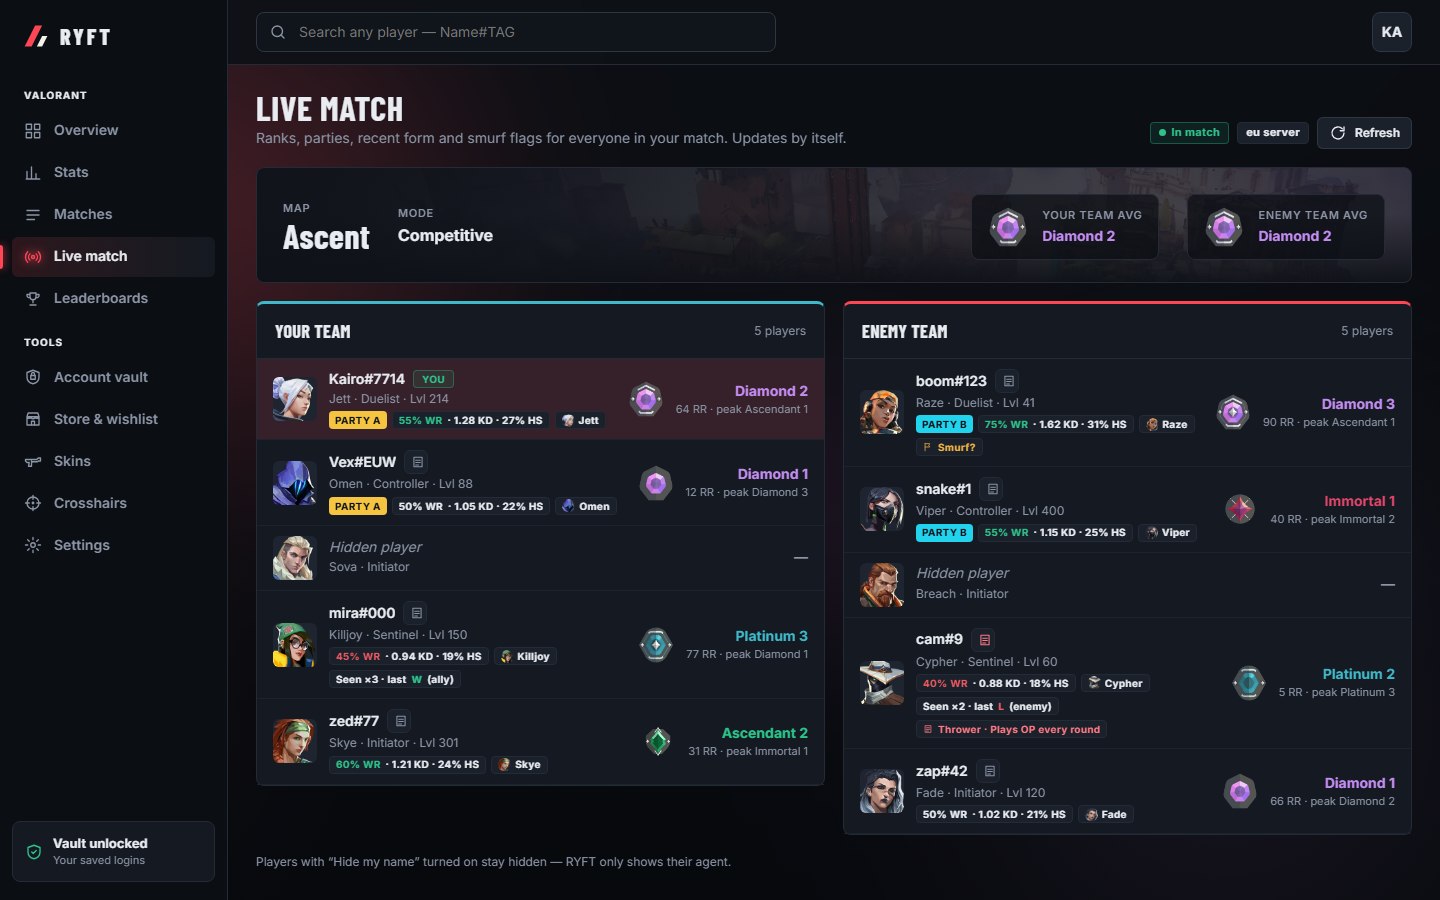 RYFT
Search any player — Name#TAG
KA
VALORANT
Overview
Stats
Matches
Live match
Leaderboards
TOOLS
Account vault
Store & wishlist
Skins
Crosshairs
Settings
Vault unlocked
Your saved logins
LIVE MATCH
Ranks, parties, recent form and smurf flags for everyone in your match. Updates by itself.
In match
eu server
Refresh
MAP
Ascent
MODE
Competitive
YOUR TEAM AVG
Diamond 2
ENEMY TEAM AVG
Diamond 2
YOUR TEAM
5 players
Kairo#7714 YOU
Jett · Duelist · Lvl 214
PARTY A 55% WR · 1.28 KD · 27% HS Jett
Diamond 2
64 RR · peak Ascendant 1
Vex#EUW
Omen · Controller · Lvl 88
PARTY A 50% WR · 1.05 KD · 22% HS Omen
Diamond 1
12 RR · peak Diamond 3
Hidden player
Sova · Initiator
—
mira#000
Killjoy · Sentinel · Lvl 150
45% WR · 0.94 KD · 19% HS Killjoy
Seen ×3 · last W (ally)
Platinum 3
77 RR · peak Diamond 1
zed#77
Skye · Initiator · Lvl 301
60% WR · 1.21 KD · 24% HS Skye
Ascendant 2
31 RR · peak Immortal 1
ENEMY TEAM
5 players
boom#123
Raze · Duelist · Lvl 41
PARTY B 75% WR · 1.62 KD · 31% HS Raze
Smurf?
Diamond 3
90 RR · peak Ascendant 1
snake#1
Viper · Controller · Lvl 400
PARTY B 55% WR · 1.15 KD · 25% HS Viper
Immortal 1
40 RR · peak Immortal 2
Hidden player
Breach · Initiator
—
cam#9
Cypher · Sentinel · Lvl 60
40% WR · 0.88 KD · 18% HS Cypher
Seen ×2 · last L (enemy)
Thrower · Plays OP every round
Platinum 2
5 RR · peak Platinum 3
zap#42
Fade · Initiator · Lvl 120
50% WR · 1.02 KD · 21% HS Fade
Diamond 1
66 RR · peak Diamond 2
Players with “Hide my name” turned on stay hidden — RYFT only shows their agent.